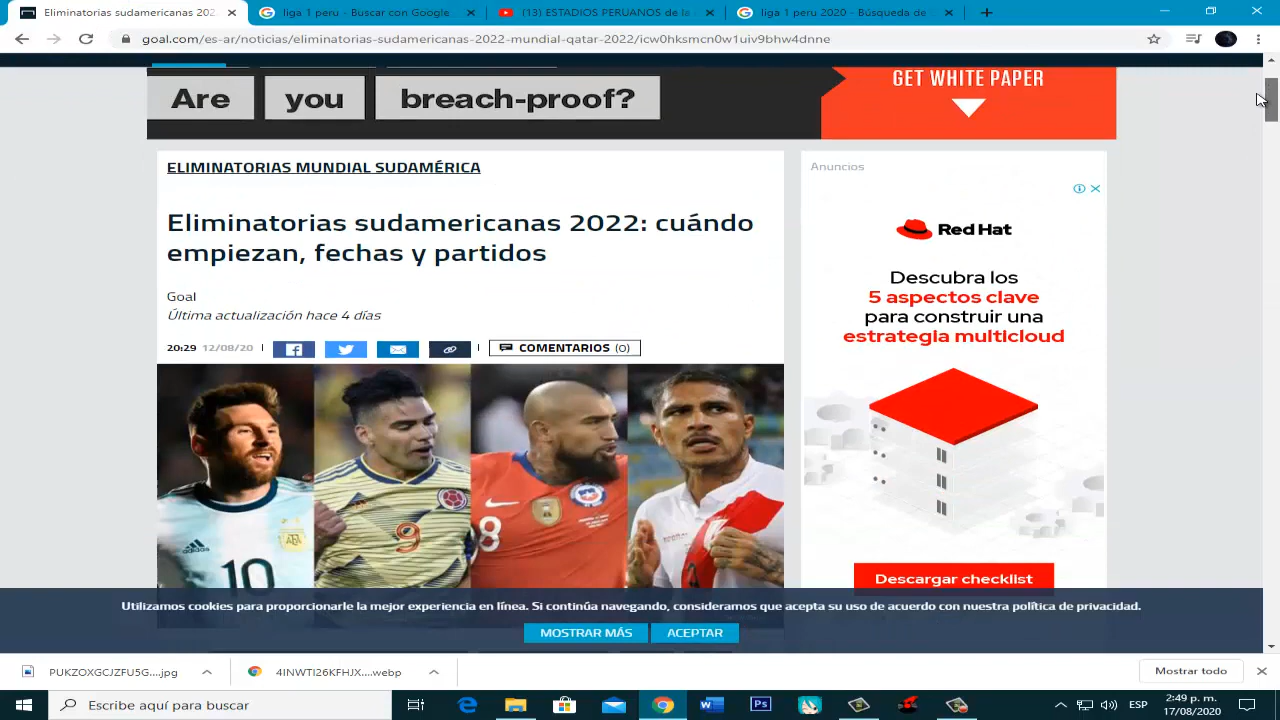 Eliminatorias sudamericanas 202
liga 1 peru - Buscar con Google
(13) ESTADIOS PERUANOS de la
liga 1 peru 2020 - Búsqueda de
goal.com/es-ar/noticias/eliminatorias-sudamericanas-2022-mundial-qatar-2022/icw0hksmcn0w1uiv9bhw4dnne
Are you breach-proof?
GET WHITE PAPER
ELIMINATORIAS MUNDIAL SUDAMÉRICA
Eliminatorias sudamericanas 2022: cuándo
empiezan, fechas y partidos
Goal
Última actualización hace 4 días
20:29 12/08/20
COMENTARIOS (0)
10
9
8
Anuncios
Red Hat
Descubra los
5 aspectos clave
para construir una
estrategia multicloud
Descargar checklist
Utilizamos cookies para proporcionarle la mejor experiencia en línea. Si continúa navegando, consideramos que acepta su uso de acuerdo con nuestra política de privacidad.
MOSTRAR MÁS
ACEPTAR
PUKZOXGCJZFU5G....jpg
4INWTI26KFHJX....webp
Mostrar todo
Escribe aquí para buscar
Ps
ESP
2:49 p. m.
17/08/2020